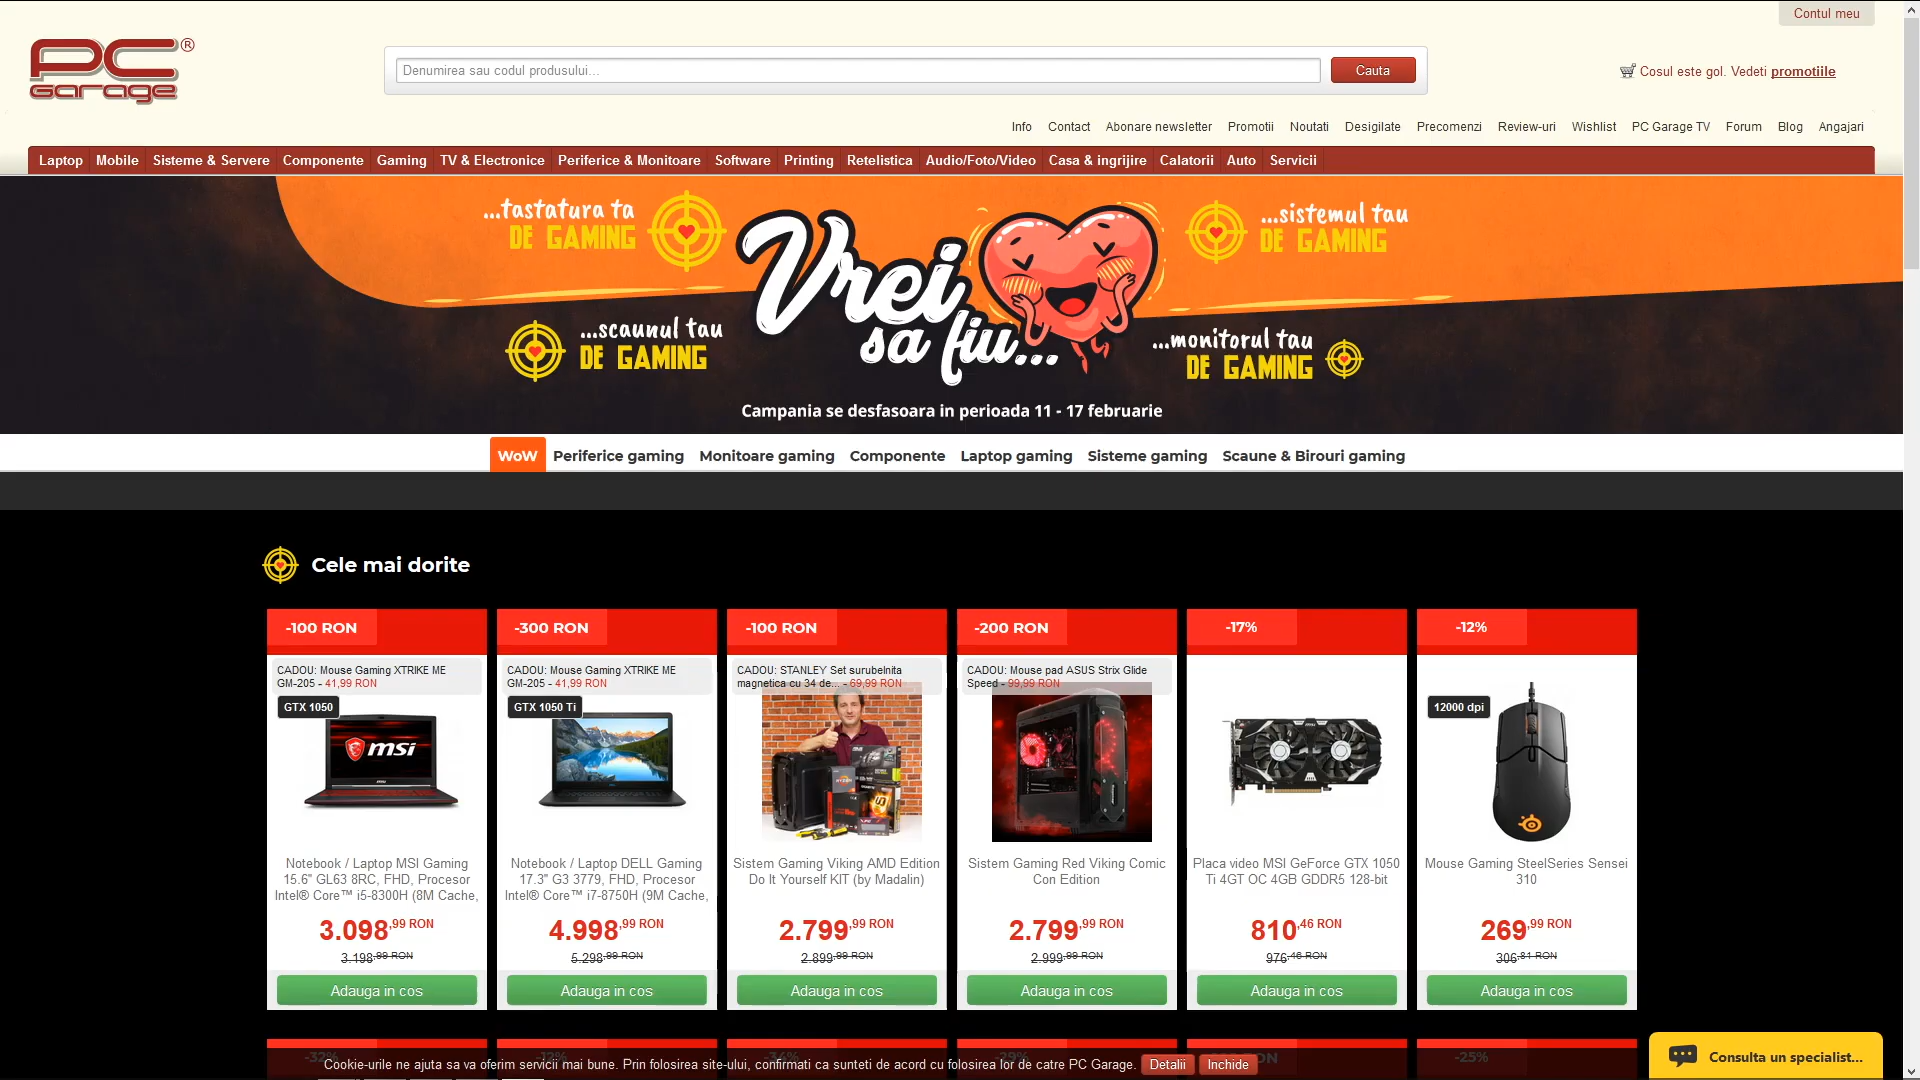 Contul meu
PC Garage ®
Denumirea sau codul produsului...
Cauta
Cosul este gol. Vedeti promotiile
Info Contact Abonare newsletter Promotii Noutati Desigilate Precomenzi Review-uri Wishlist PC Garage TV Forum Blog Angajari
Laptop Mobile Sisteme & Servere Componente Gaming TV & Electronice Periferice & Monitoare Software Printing Retelistica Audio/Foto/Video Casa & ingrijire Calatorii Auto Servicii
...tastatura ta
DE GAMING
Vrei
sa fiu...
...sistemul tau
DE GAMING
...scaunul tau
DE GAMING
...monitorul tau
DE GAMING
Campania se desfasoara in perioada 11 - 17 februarie
WoW Periferice gaming Monitoare gaming Componente Laptop gaming Sisteme gaming Scaune & Birouri gaming
Cele mai dorite
-100 RON
CADOU: Mouse Gaming XTRIKE ME
GM-205 - 41,99 RON
GTX 1050
msi
Notebook / Laptop MSI Gaming
15.6" GL63 8RC, FHD, Procesor
Intel® Core™ i5-8300H (8M Cache,
3.098,99 RON
3.198,99 RON
Adauga in cos
-300 RON
CADOU: Mouse Gaming XTRIKE ME
GM-205 - 41,99 RON
GTX 1050 Ti
Notebook / Laptop DELL Gaming
17.3" G3 3779, FHD, Procesor
Intel® Core™ i7-8750H (9M Cache,
4.998,99 RON
5.298,99 RON
Adauga in cos
-100 RON
CADOU: STANLEY Set surubelnita
magnetica cu 34 de... - 69,99 RON
RYZEN
Sistem Gaming Viking AMD Edition
Do It Yourself KIT (by Madalin)
2.799,99 RON
2.899,99 RON
Adauga in cos
-200 RON
CADOU: Mouse pad ASUS Strix Glide
Speed - 99,99 RON
Sistem Gaming Red Viking Comic
Con Edition
2.799,99 RON
2.999,99 RON
Adauga in cos
-17%
Placa video MSI GeForce GTX 1050
Ti 4GT OC 4GB GDDR5 128-bit
810,46 RON
976,46 RON
Adauga in cos
-12%
12000 dpi
Mouse Gaming SteelSeries Sensei
310
269,99 RON
306,81 RON
Adauga in cos
-32% -12% -34% -29% RON -25%
Cookie-urile ne ajuta sa va oferim servicii mai bune. Prin folosirea site-ului, confirmati ca sunteti de acord cu folosirea lor de catre PC Garage. Detalii Inchide
Consulta un specialist...